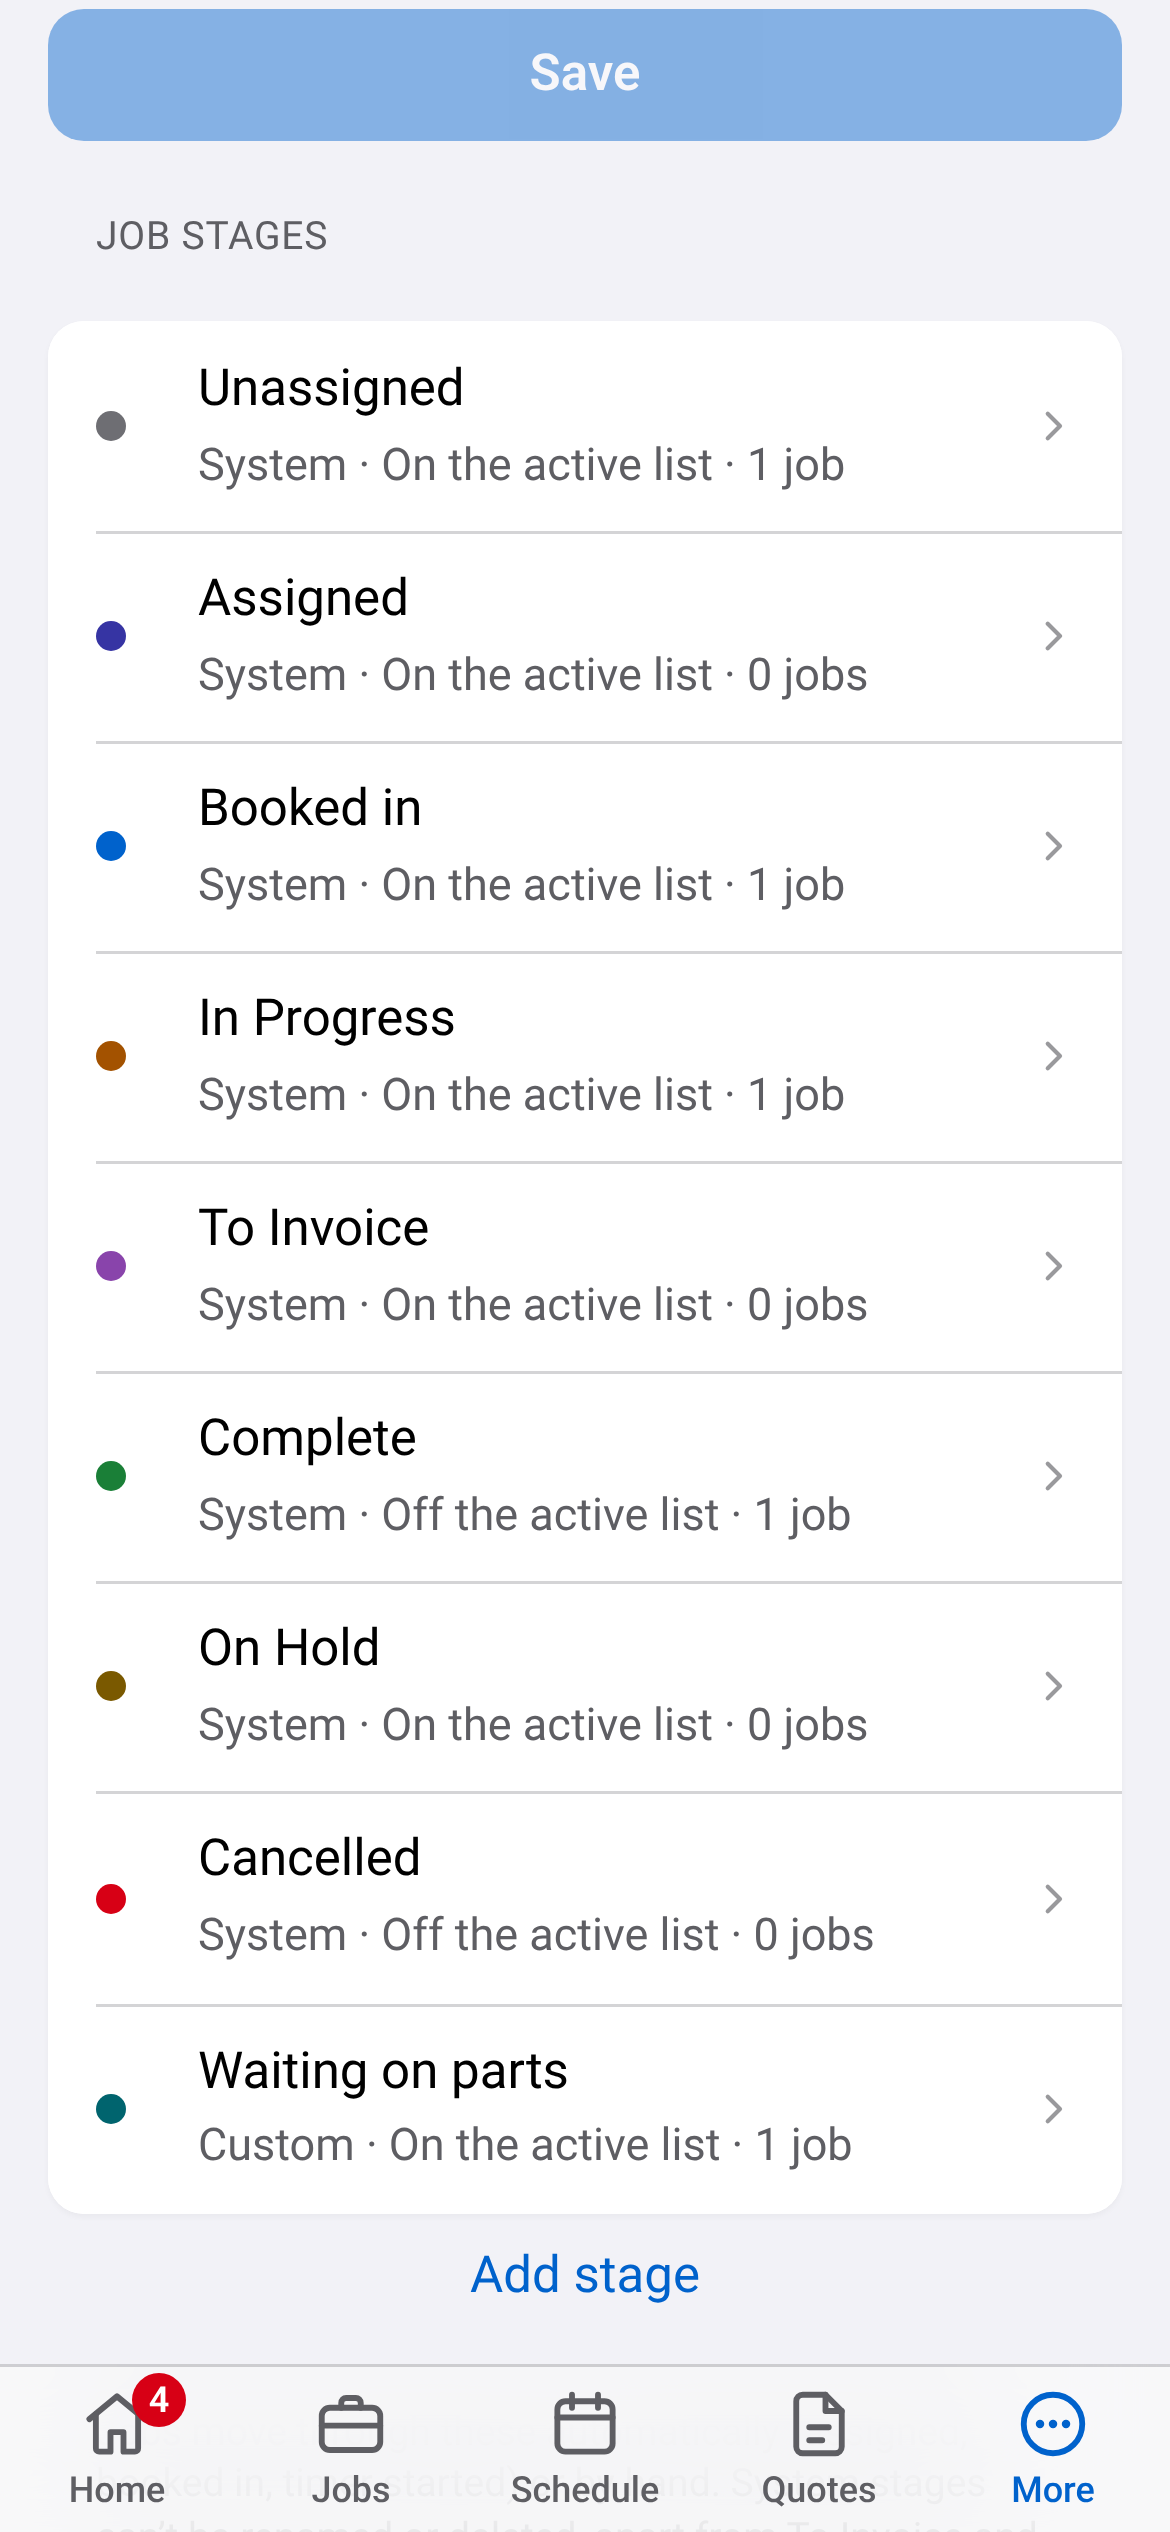 Save
JOB STAGES
Unassigned
System · On the active list · 1 job
Assigned
System · On the active list · 0 jobs
Booked in
System · On the active list · 1 job
In Progress
System · On the active list · 1 job
To Invoice
System · On the active list · 0 jobs
Complete
System · Off the active list · 1 job
On Hold
System · On the active list · 0 jobs
Cancelled
System · Off the active list · 0 jobs
Waiting on parts
Custom · On the active list · 1 job
Add stage
4
Home Jobs Schedule Quotes More